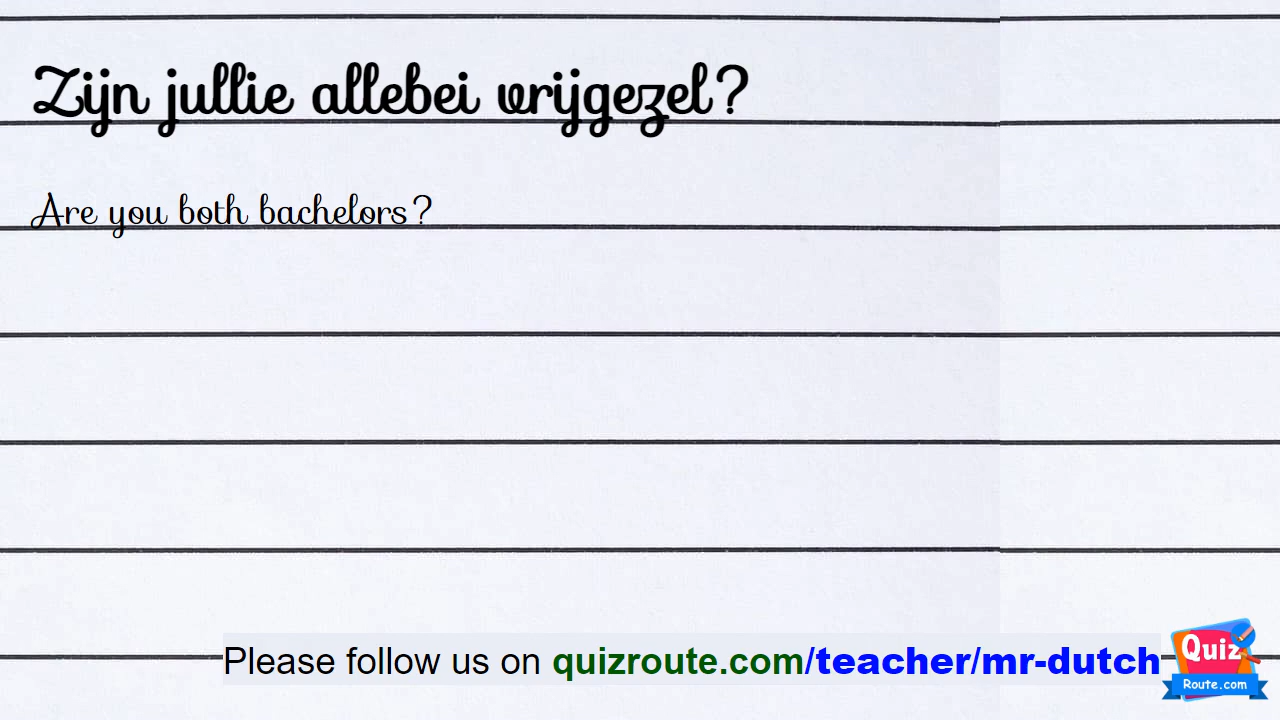 Zijn jullie allebei vrijgezel?
Are you both bachelors?
Please follow us on quizroute.com/teacher/mr-dutch
Quiz
Route.com